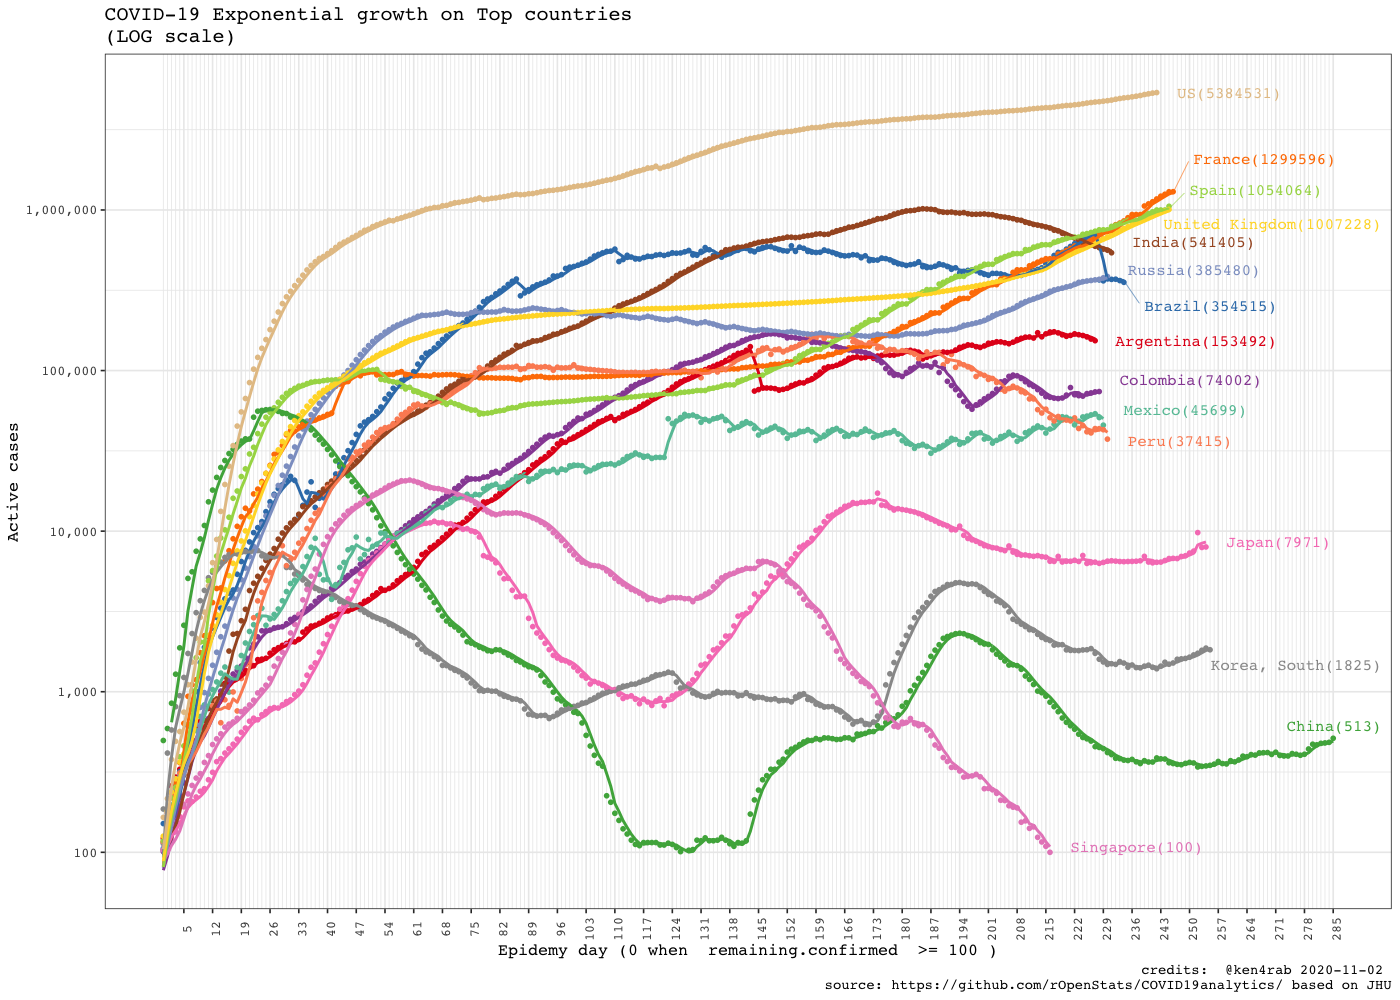 COVID-19 Exponential growth on Top countries
(LOG scale)
Active cases
1,000,000
100,000
10,000
1,000
100
US(5384531)
France(1299596)
Spain(1054064)
United Kingdom(1007228)
India(541405)
Russia(385480)
Brazil(354515)
Argentina(153492)
Colombia(74002)
Mexico(45699)
Peru(37415)
Japan(7971)
Korea, South(1825)
China(513)
Singapore(100)
5 12 19 26 33 40 47 54 61 68 75 82 89 96 103 110 117 124 131 138 145 152 159 166 173 180 187 194 201 208 215 222 229 236 243 250 257 264 271 278 285
Epidemy day (0 when  remaining.confirmed  >= 100 )
credits:  @ken4rab 2020-11-02
source: https://github.com/rOpenStats/COVID19analytics/ based on JHU